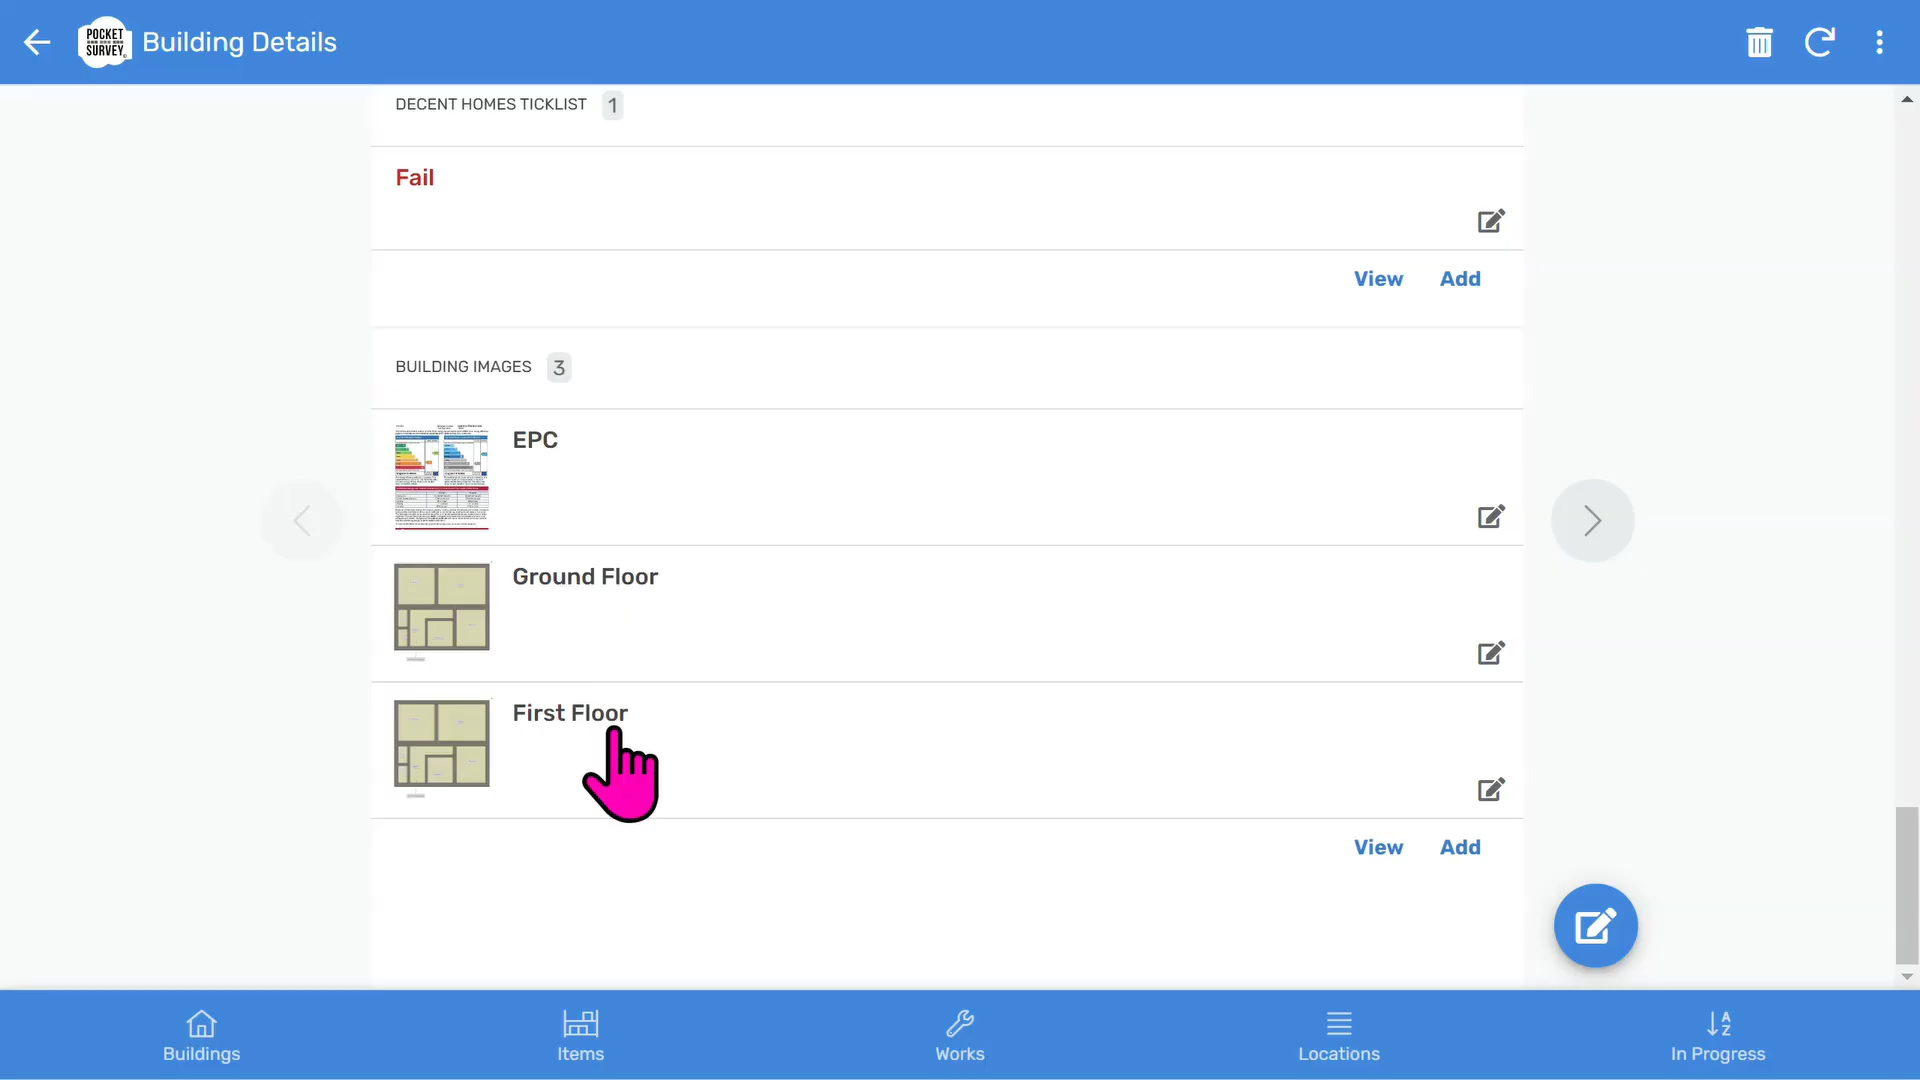 POCKET
SURVEY
Building Details
DECENT HOMES TICKLIST 1
Fail
View Add
BUILDING IMAGES 3
EPC
Ground Floor
First Floor
View Add
Buildings
Items
Works
Locations
A
Z
In Progress